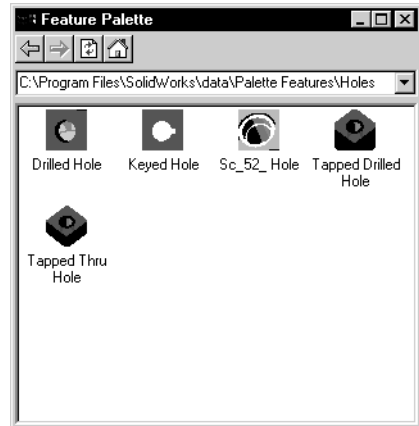 Feature Palette
C:\Program Files\SolidWorks\data\Palette Features\Holes
Drilled Hole
Keyed Hole
Sc_52_ Hole
Tapped Drilled
Hole
Tapped Thru
Hole